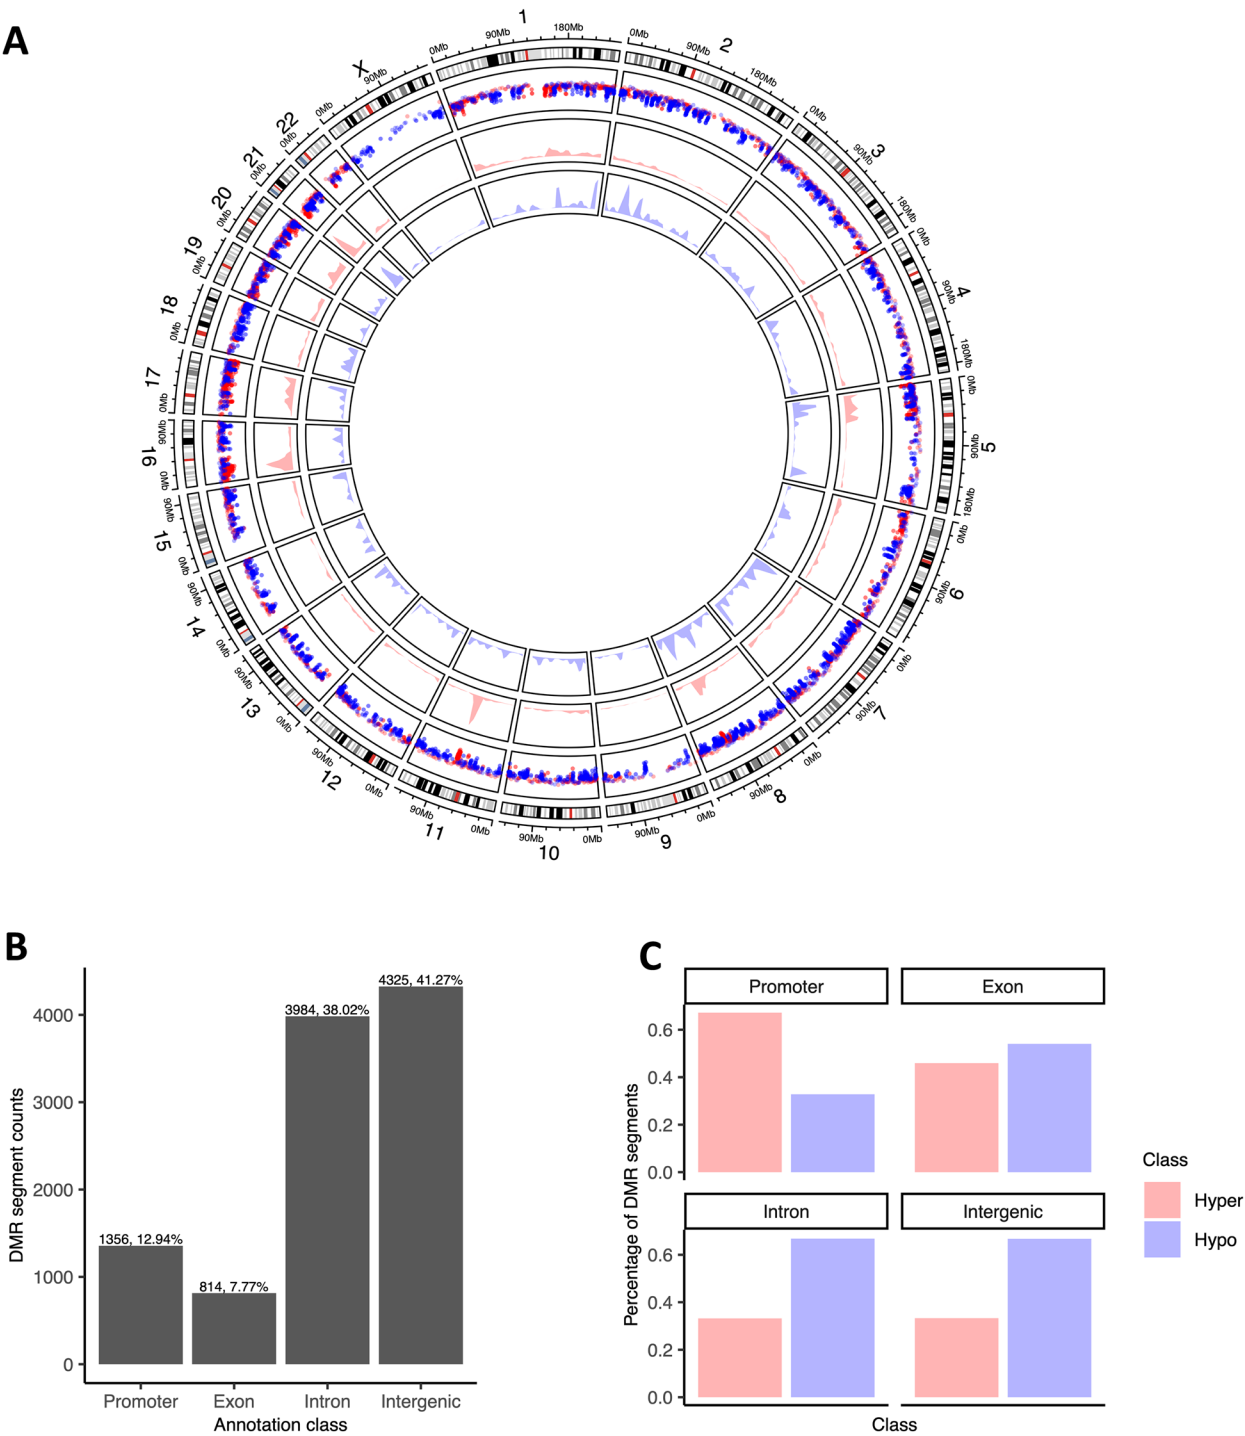 A
1
0Mb
90Mb
180Mb
2
0Mb
90Mb
180Mb
3
0Mb
90Mb
180Mb
4
0Mb
90Mb
180Mb
5
0Mb
90Mb
180Mb
6
0Mb
90Mb
7
0Mb
90Mb
8
0Mb
90Mb
9
0Mb
90Mb
10
0Mb
90Mb
11
0Mb
90Mb
12
0Mb
90Mb
13
0Mb
90Mb
14
0Mb
90Mb
15
0Mb
90Mb
16
0Mb
90Mb
17
0Mb
18
0Mb
19
0Mb
20
0Mb
21
0Mb
22
0Mb
X
0Mb
90Mb
B
DMR segment counts
4000
3000
2000
1000
0
1356, 12.94%
814, 7.77%
3984, 38.02%
4325, 41.27%
Promoter
Exon
Intron
Intergenic
Annotation class
C
Percentage of DMR segments
Promoter
Exon
0.6
0.4
0.2
0.0
Intron
Intergenic
0.6
0.4
0.2
0.0
Class
Class
Hyper
Hypo